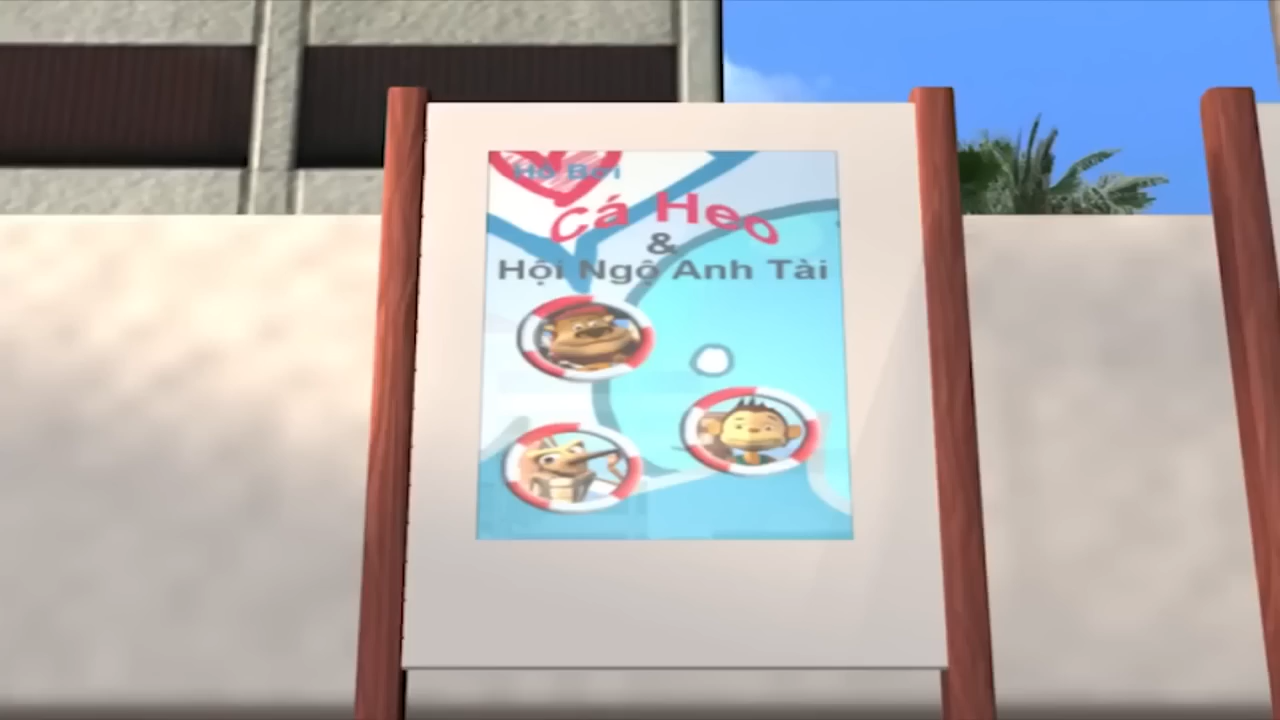 Hồ Bơi
Cá Heo
&
Hội Ngộ Anh Tài